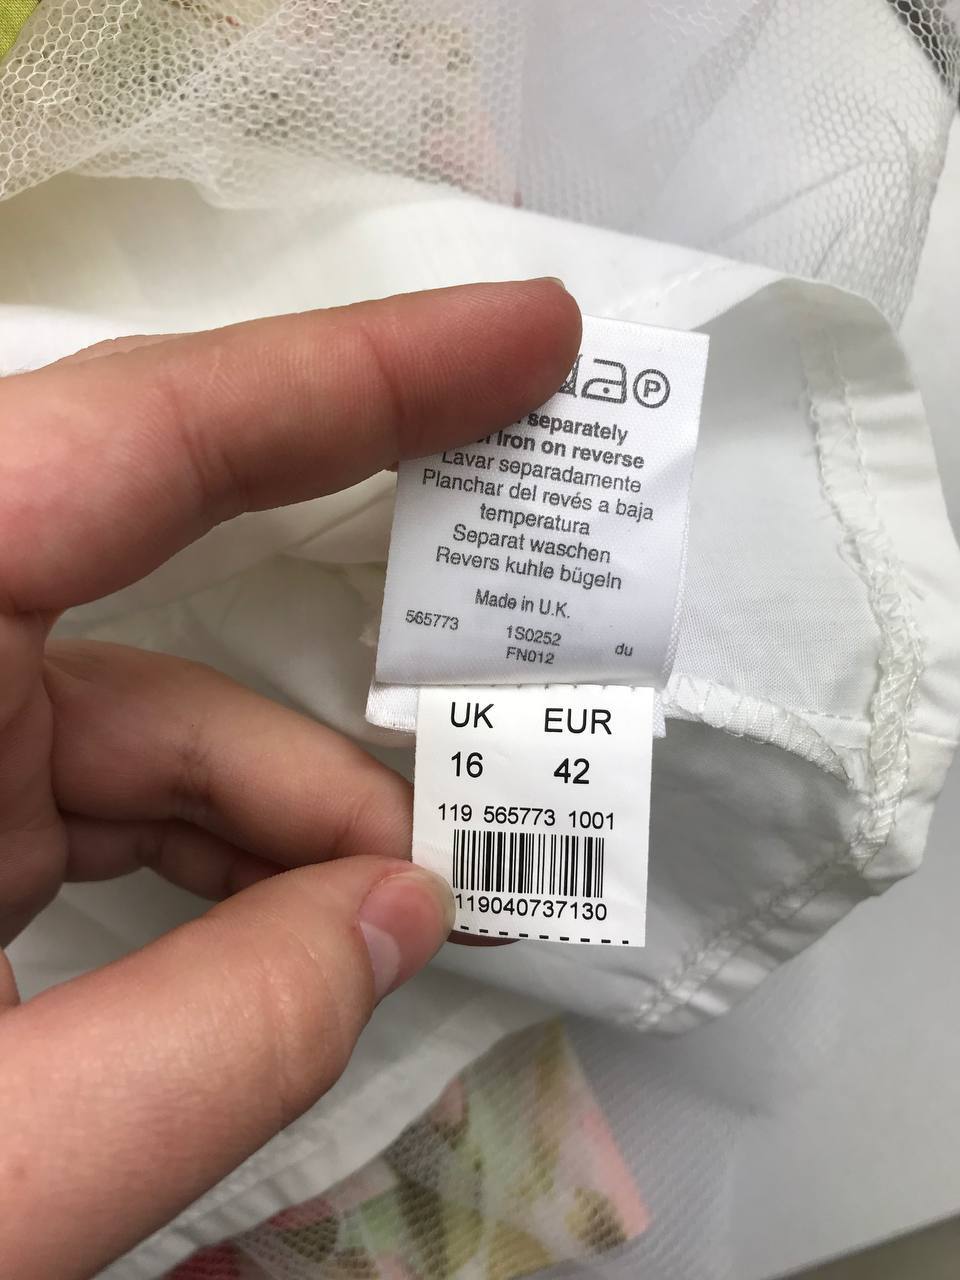 P
separately
Iron on reverse
Lavar separadamente
Planchar del revés a baja
temperatura
Separat waschen
Revers kuhle bügeln
Made in U.K.
565773 1S0252 du
FN012
UK EUR
16 42
119 565773 1001
119040737130